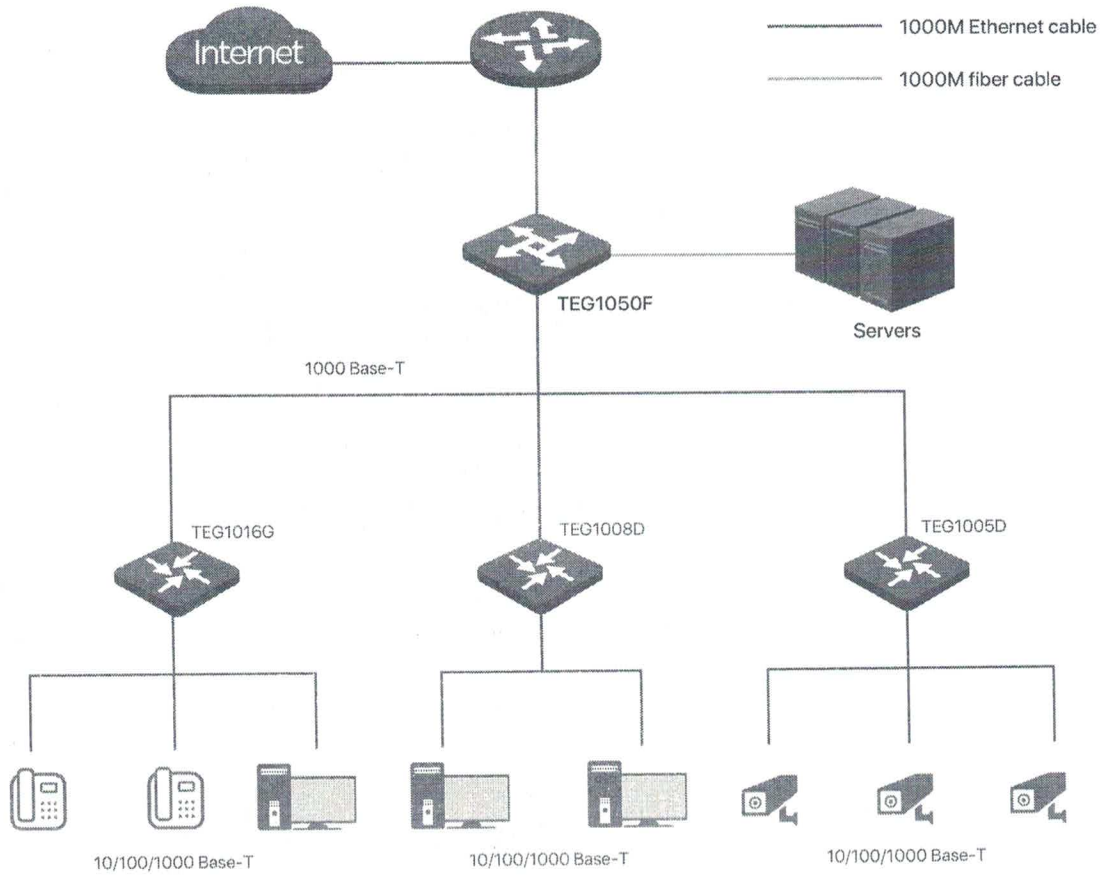 Internet
1000M Ethernet cable
1000M fiber cable
TEG1050F
Servers
1000 Base-T
TEG1016G
TEG1008D
TEG1005D
10/100/1000 Base-T
10/100/1000 Base-T
10/100/1000 Base-T